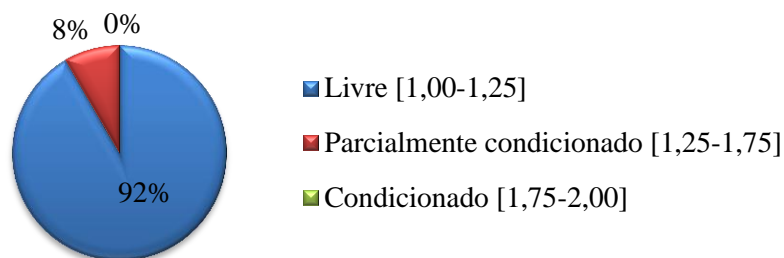 8% 0%
Livre [1,00-1,25]
Parcialmente condicionado [1,25-1,75]
92%
Condicionado [1,75-2,00]